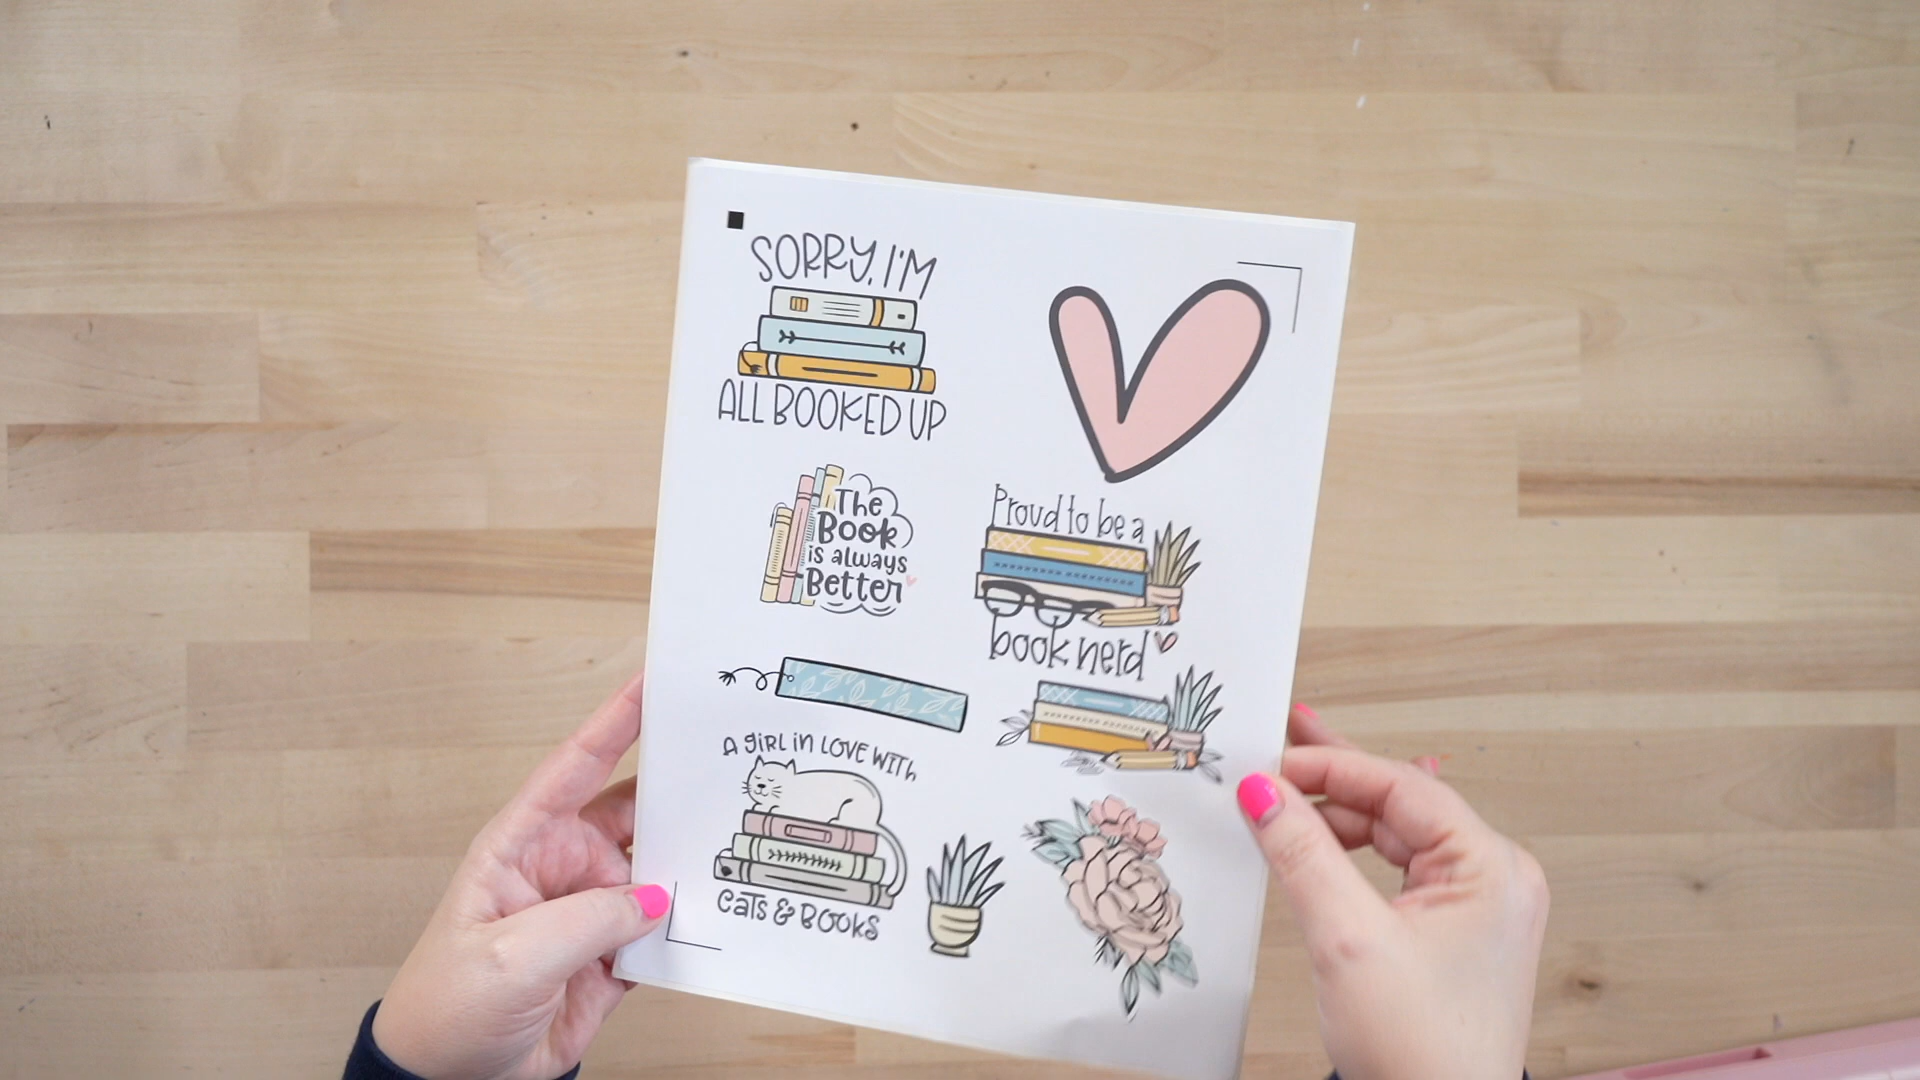 SORRY, I'M
ALL BOOKED UP
The
Book
is always
Better
Proud to be a
book nerd
A GIRL IN LOVE WITH
CATS & BOOKS